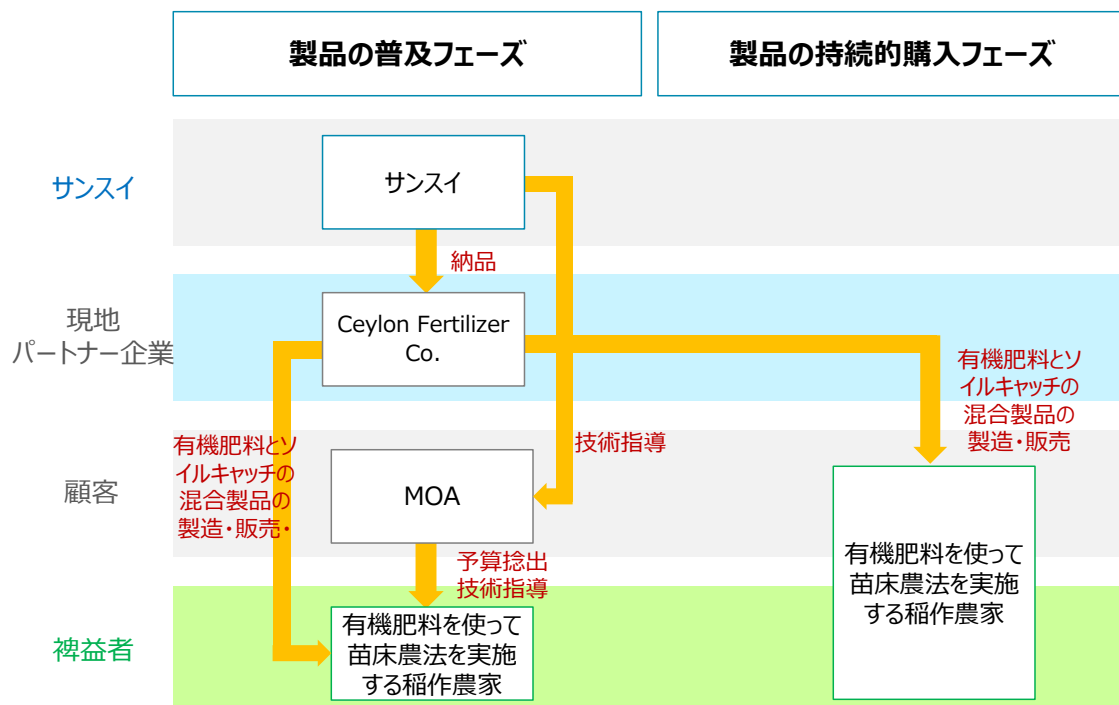 製品の普及フェーズ
製品の持続的購入フェーズ
サンスイ
サンスイ
納品
現地
パートナー企業
Ceylon Fertilizer
Co.
有機肥料とソ
イルキャッチの
混合製品の
製造・販売
有機肥料とソ
イルキャッチの
混合製品の
製造・販売・
技術指導
顧客
MOA
予算捻出
技術指導
有機肥料を使って
苗床農法を実施
する稲作農家
裨益者
有機肥料を使って
苗床農法を実施
する稲作農家